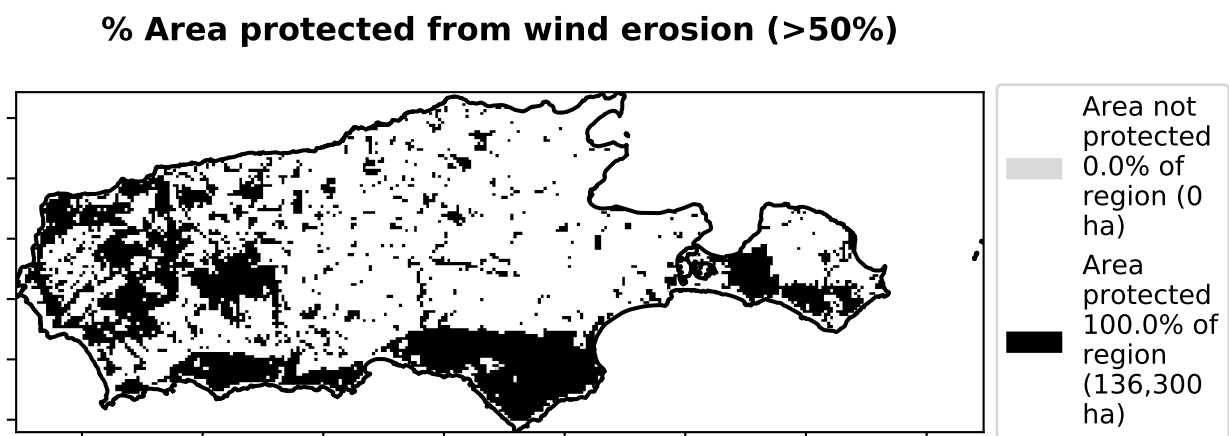 % Area protected from wind erosion (>50%)
Area not
protected
0.0% of
region (0
ha)
Area
protected
100.0% of
region
(136,300
ha)